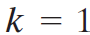 k = 1